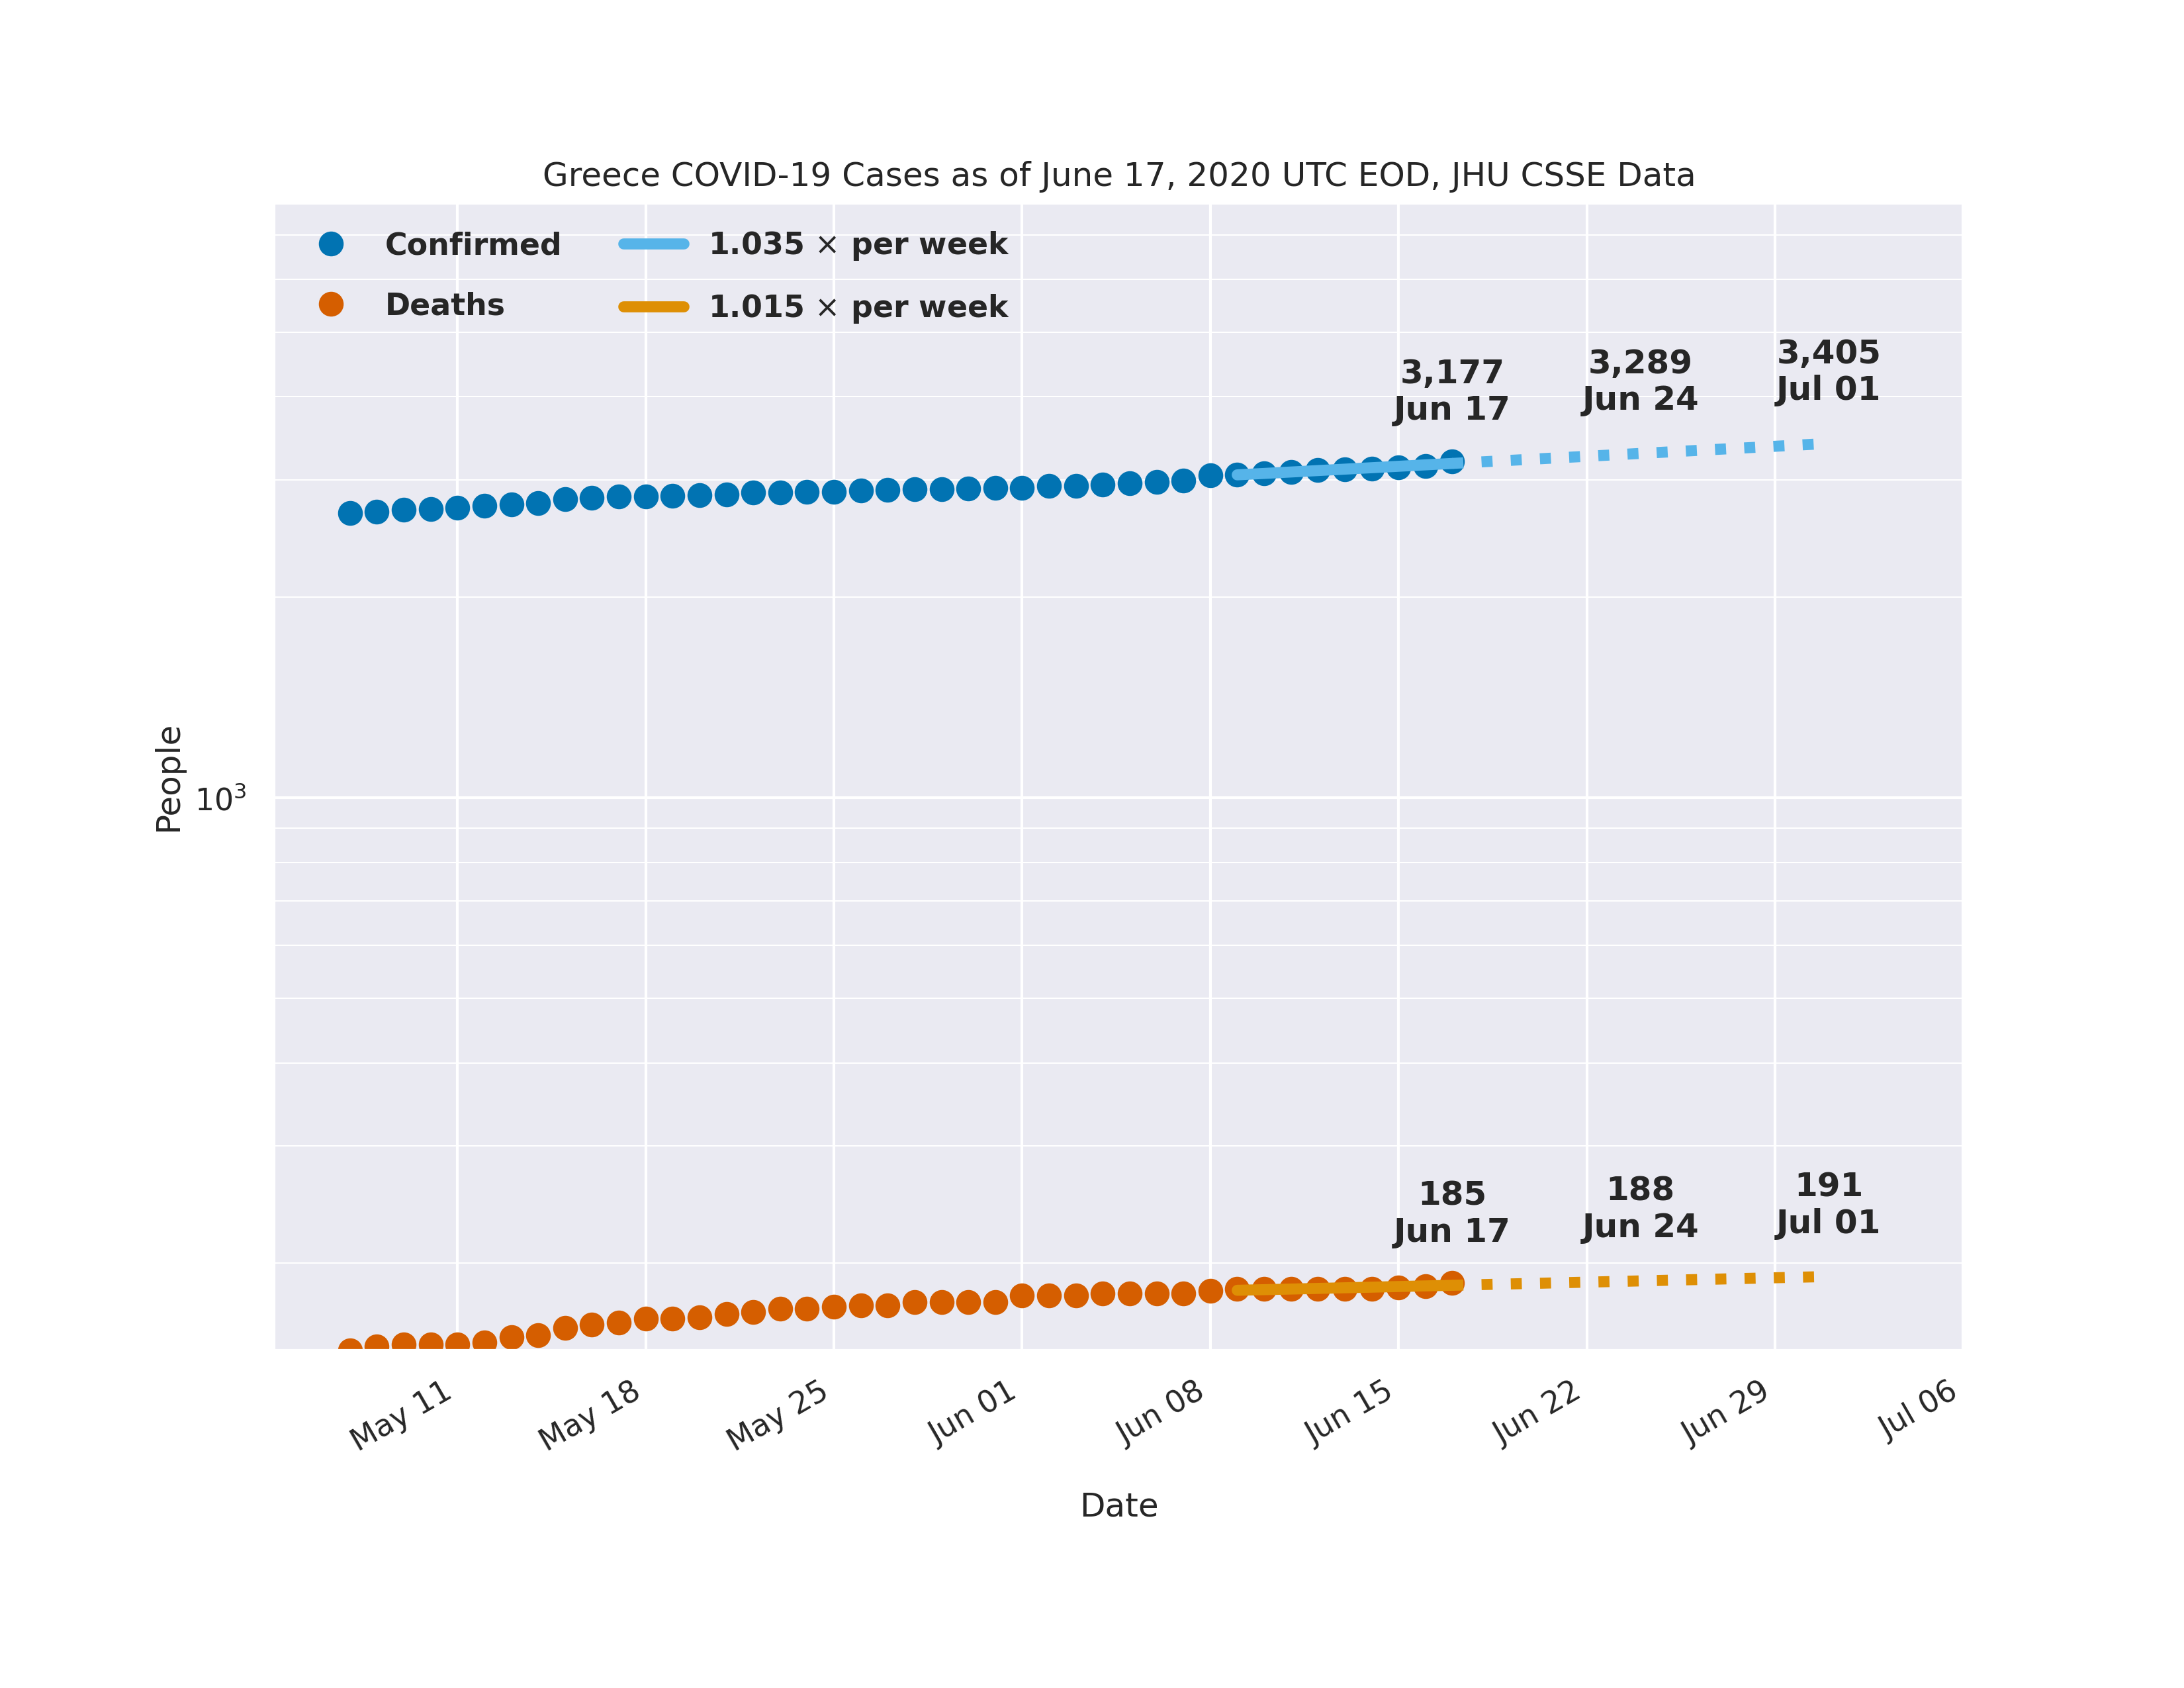 Greece COVID-19 Cases as of June 17, 2020 UTC EOD, JHU CSSE Data
Confirmed
Deaths
1.035 × per week
1.015 × per week
3,177
Jun 17
3,289
Jun 24
3,405
Jul 01
People
10³
185
Jun 17
188
Jun 24
191
Jul 01
May 11
May 18
May 25
Jun 01
Jun 08
Jun 15
Jun 22
Jun 29
Jul 06
Date